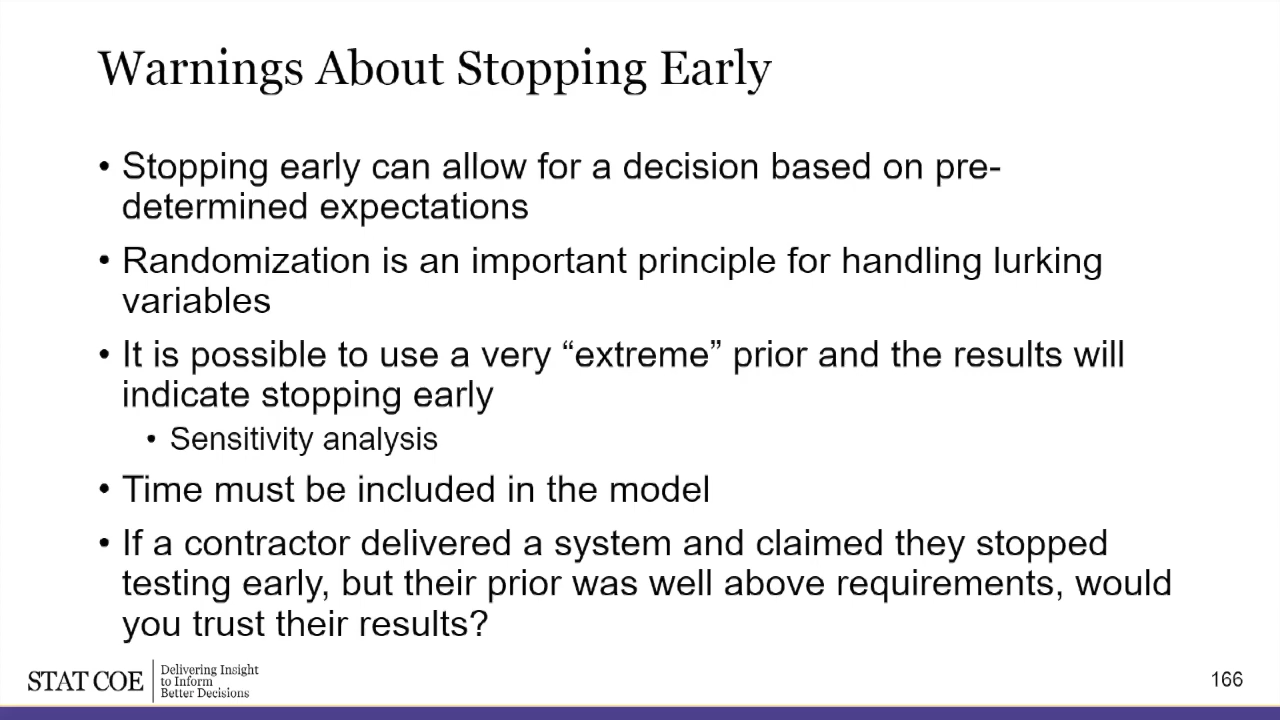 Warnings About Stopping Early
• Stopping early can allow for a decision based on pre-
determined expectations
• Randomization is an important principle for handling lurking
variables
• It is possible to use a very “extreme” prior and the results will
indicate stopping early
• Sensitivity analysis
• Time must be included in the model
• If a contractor delivered a system and claimed they stopped
testing early, but their prior was well above requirements, would
you trust their results?
STAT COE
Delivering Insight
to Inform
Better Decisions
166